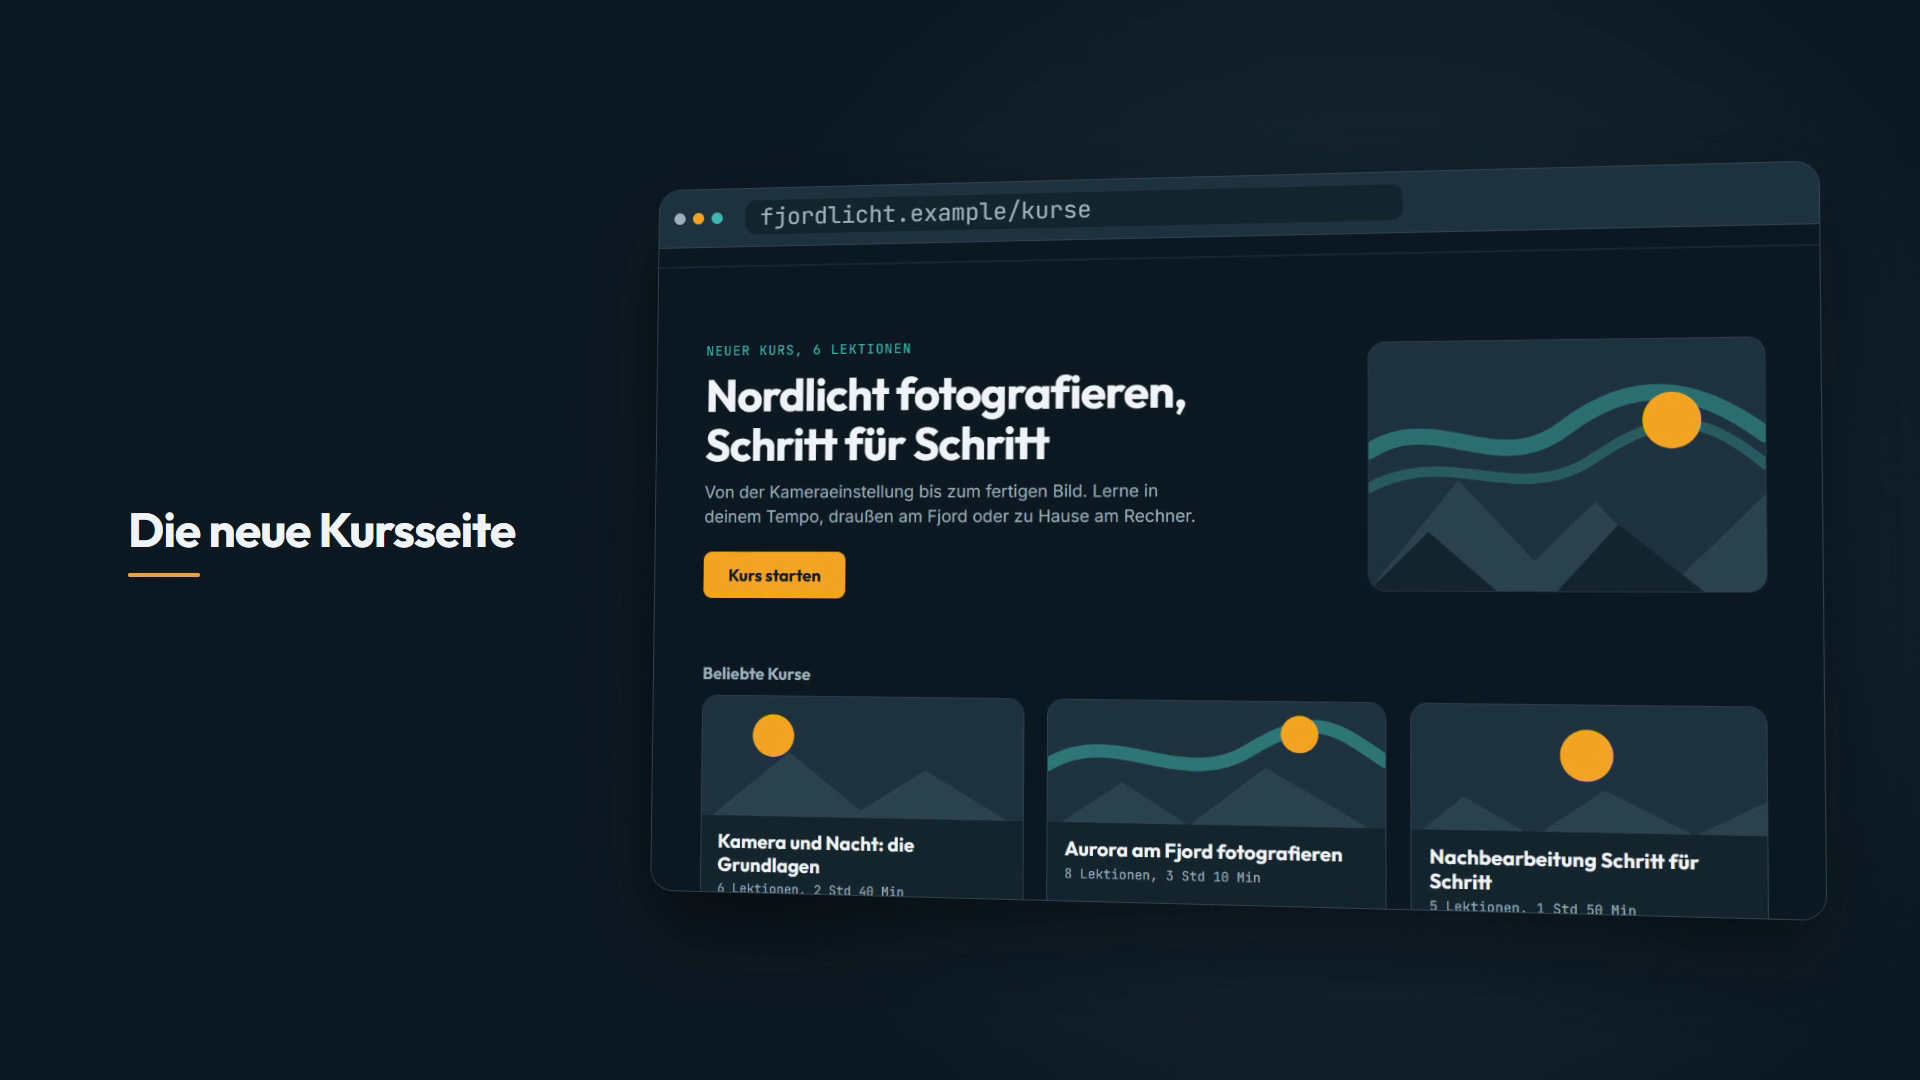 Die neue Kursseite
fjordlicht.example/kurse
NEUER KURS, 6 LEKTIONEN
Nordlicht fotografieren,
Schritt für Schritt
Von der Kameraeinstellung bis zum fertigen Bild. Lerne in
deinem Tempo, draußen am Fjord oder zu Hause am Rechner.
Kurs starten
Beliebte Kurse
Kamera und Nacht: die
Grundlagen
6 Lektionen, 2 Std 40 Min
Aurora am Fjord fotografieren
8 Lektionen, 3 Std 10 Min
Nachbearbeitung Schritt für
Schritt
5 Lektionen, 1 Std 50 Min